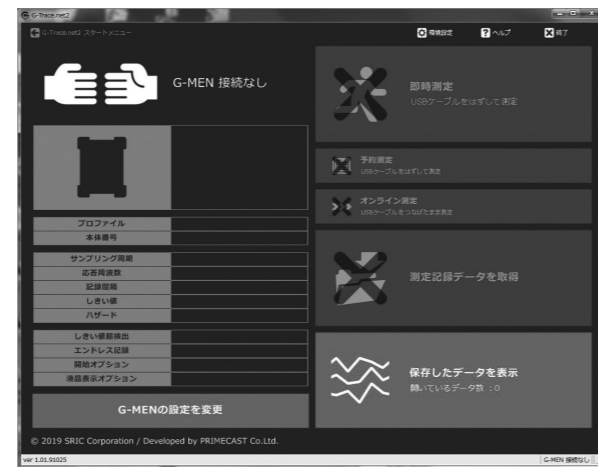 G-Trace.net2
G-Trace.net2 スタートメニュー
環境設定
ヘルプ
終了
G-MEN 接続なし
即時測定
USBケーブルをはずして測定
予約測定
USBケーブルをはずして測定
オンライン測定
USBケーブルをつなげたまま測定
プロファイル
本体番号
サンプリング周期
応答周波数
記録間隔
しきい値
ハザード
測定記録データを取得
しきい値超検出
エンドレス記録
開始オプション
液晶表示オプション
保存したデータを表示
開いているデータ数 : 0
G-MENの設定を変更
© 2019 SRIC Corporation / Developed by PRIMECAST Co.Ltd.
ver 1.01.91025
G-MEN 接続なし